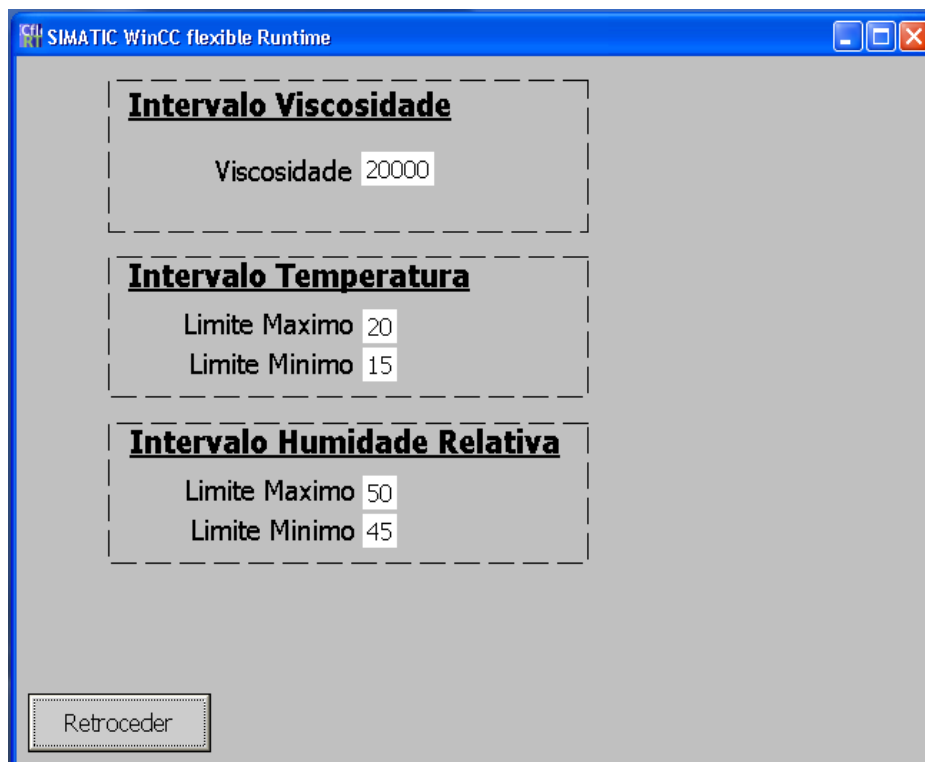 SIMATIC WinCC flexible Runtime
Intervalo Viscosidade
Viscosidade 20000
Intervalo Temperatura
Limite Maximo 20
Limite Minimo 15
Intervalo Humidade Relativa
Limite Maximo 50
Limite Minimo 45
Retroceder